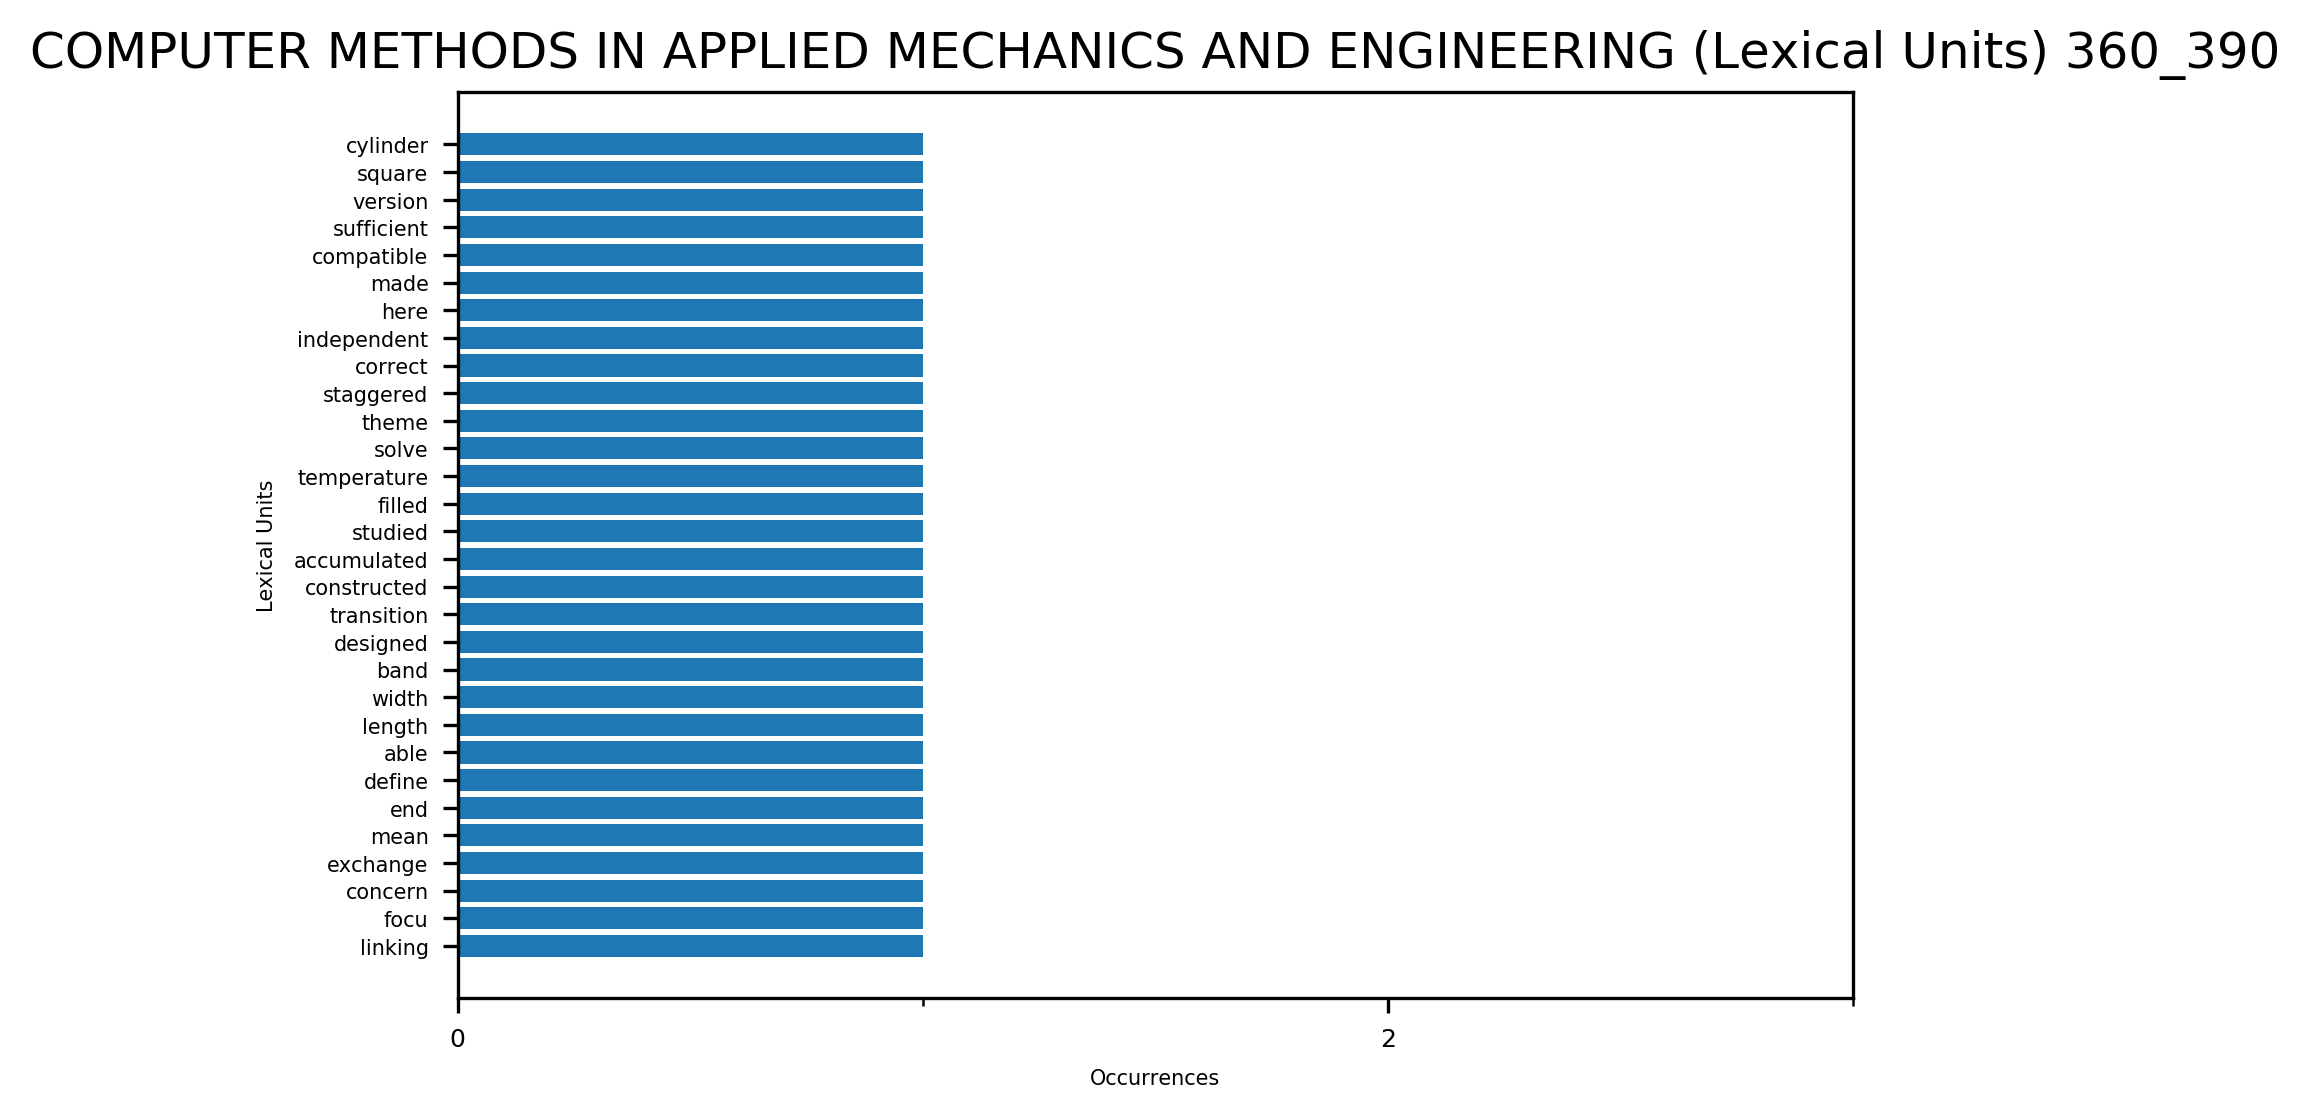 COMPUTER METHODS IN APPLIED MECHANICS AND ENGINEERING (Lexical Units) 360_390
cylinder
square
version
sufficient
compatible
made
here
independent
correct
staggered
theme
solve
temperature
filled
studied
accumulated
constructed
transition
designed
band
width
length
able
define
end
mean
exchange
concern
focu
linking
Lexical Units
0
2
Occurrences